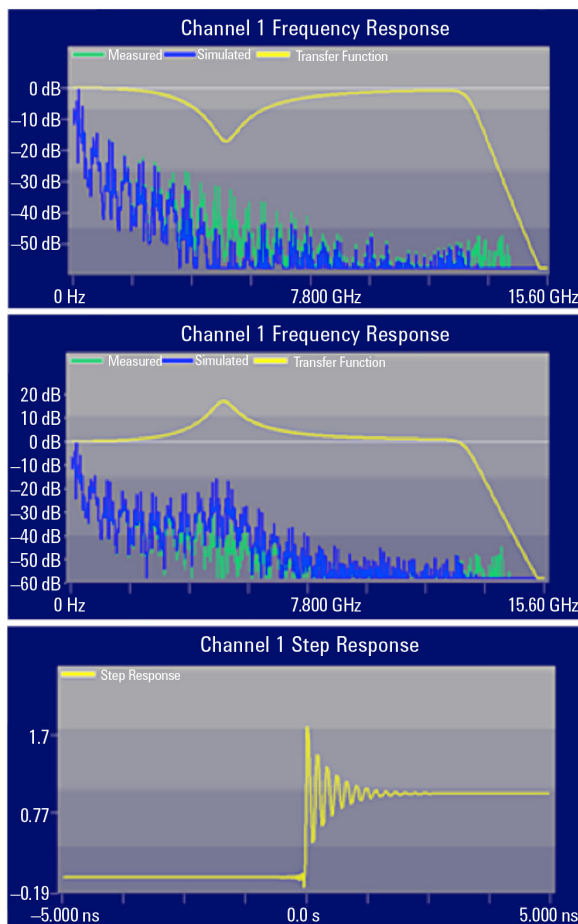 Channel 1 Frequency Response
Measured Simulated Transfer Function
0 dB
–10 dB
–20 dB
–30 dB
–40 dB
–50 dB
0 Hz 7.800 GHz 15.60 GHz
Channel 1 Frequency Response
Measured Simulated Transfer Function
20 dB
10 dB
0 dB
–10 dB
–20 dB
–30 dB
–40 dB
–50 dB
–60 dB
0 Hz 7.800 GHz 15.60 GHz
Channel 1 Step Response
Step Response
1.7
0.77
–0.19
–5.000 ns 0.0 s 5.000 ns